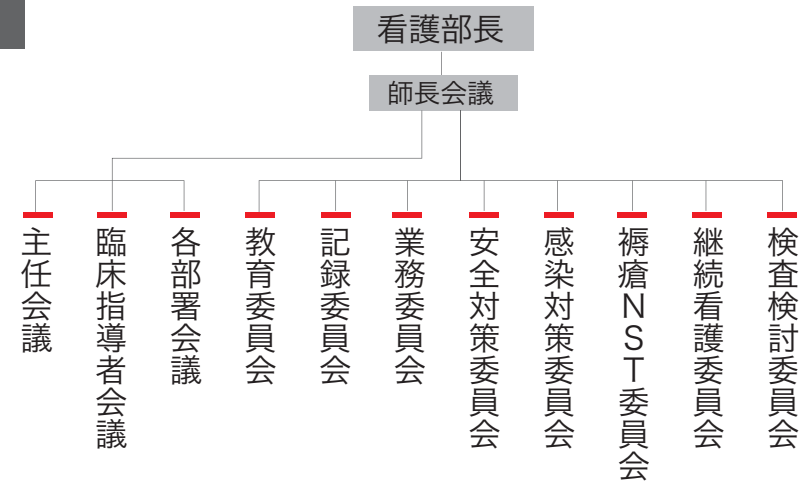 看護部長
師長会議
主任会議
臨床指導者会議
各部署会議
教育委員会
記録委員会
業務委員会
安全対策委員会
感染対策委員会
褥瘡NST委員会
継続看護委員会
検査検討委員会